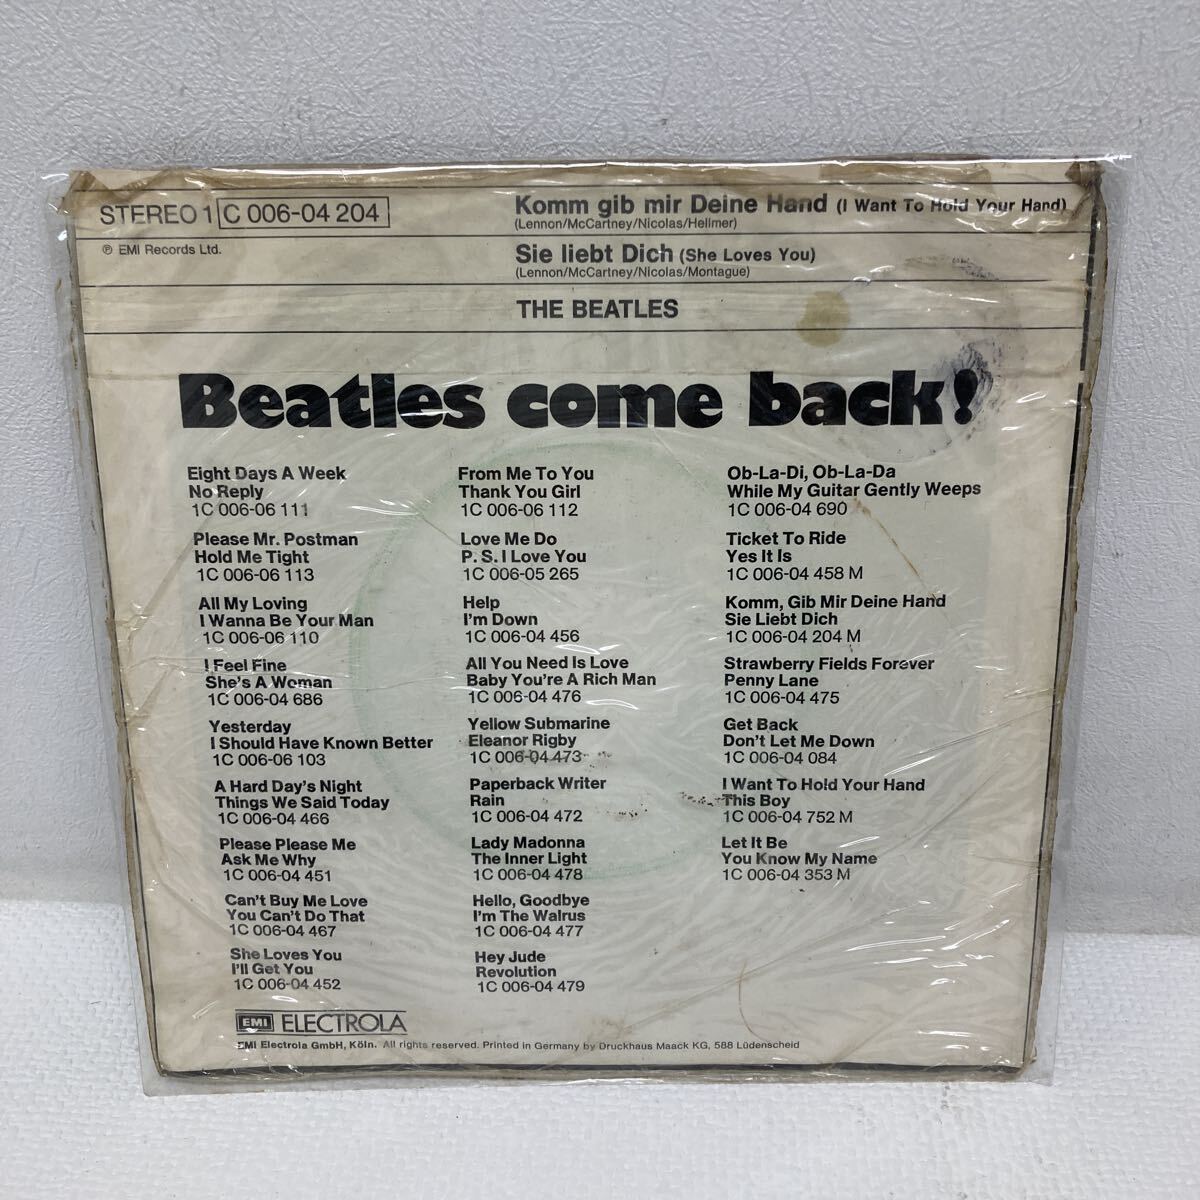 STEREO 1 C 006-04 204
Komm gib mir Deine Hand (I Want To Hold Your Hand)
(Lennon/McCartney/Nicolas/Hellmer)
℗ EMI Records Ltd.
Sie liebt Dich (She Loves You)
(Lennon/McCartney/Nicolas/Montague)
THE BEATLES
Beatles come back!
Eight Days A Week
No Reply
1C 006-06 111
Please Mr. Postman
Hold Me Tight
1C 006-06 113
All My Loving
I Wanna Be Your Man
1C 006-06 110
I Feel Fine
She's A Woman
1C 006-04 686
Yesterday
I Should Have Known Better
1C 006-06 103
A Hard Day's Night
Things We Said Today
1C 006-04 466
Please Please Me
Ask Me Why
1C 006-04 451
Can't Buy Me Love
You Can't Do That
1C 006-04 467
She Loves You
I'll Get You
1C 006-04 452
From Me To You
Thank You Girl
1C 006-06 112
Love Me Do
P. S. I Love You
1C 006-05 265
Help
I'm Down
1C 006-04 456
All You Need Is Love
Baby You're A Rich Man
1C 006-04 476
Yellow Submarine
Eleanor Rigby
1C 006-04 473
Paperback Writer
Rain
1C 006-04 472
Lady Madonna
The Inner Light
1C 006-04 478
Hello, Goodbye
I'm The Walrus
1C 006-04 477
Hey Jude
Revolution
1C 006-04 479
Ob-La-Di, Ob-La-Da
While My Guitar Gently Weeps
1C 006-04 690
Ticket To Ride
Yes It Is
1C 006-04 458 M
Komm, Gib Mir Deine Hand
Sie Liebt Dich
1C 006-04 204 M
Strawberry Fields Forever
Penny Lane
1C 006-04 475
Get Back
Don't Let Me Down
1C 006-04 084
I Want To Hold Your Hand
This Boy
1C 006-04 752 M
Let It Be
You Know My Name
1C 006-04 353 M
EMI ELECTROLA
EMI Electrola GmbH, Köln. All rights reserved. Printed in Germany by Druckhaus Maack KG, 588 Lüdenscheid